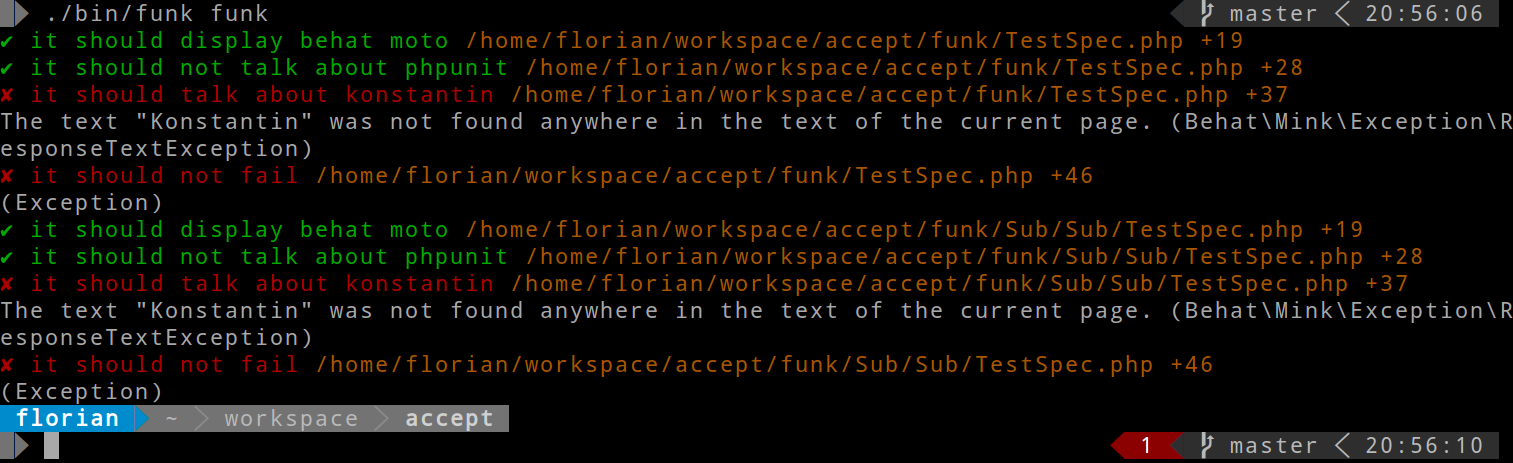 ./bin/funk funk master 20:56:06
✔ it should display behat moto /home/florian/workspace/accept/funk/TestSpec.php +19
✔ it should not talk about phpunit /home/florian/workspace/accept/funk/TestSpec.php +28
✘ it should talk about konstantin /home/florian/workspace/accept/funk/TestSpec.php +37
The text "Konstantin" was not found anywhere in the text of the current page. (Behat\Mink\Exception\R
esponseTextException)
✘ it should not fail /home/florian/workspace/accept/funk/TestSpec.php +46
(Exception)
✔ it should display behat moto /home/florian/workspace/accept/funk/Sub/Sub/TestSpec.php +19
✔ it should not talk about phpunit /home/florian/workspace/accept/funk/Sub/Sub/TestSpec.php +28
✘ it should talk about konstantin /home/florian/workspace/accept/funk/Sub/Sub/TestSpec.php +37
The text "Konstantin" was not found anywhere in the text of the current page. (Behat\Mink\Exception\R
esponseTextException)
✘ it should not fail /home/florian/workspace/accept/funk/Sub/Sub/TestSpec.php +46
(Exception)
florian ~ workspace accept
1 master 20:56:10